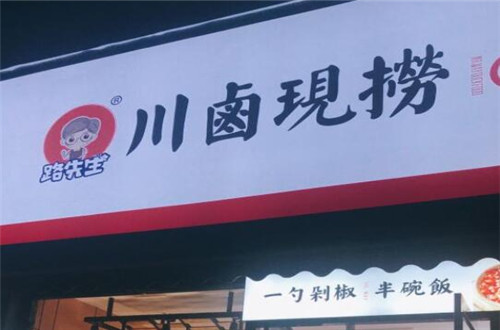 川鹵現撈
®
路先生
一勺剁椒 半碗飯